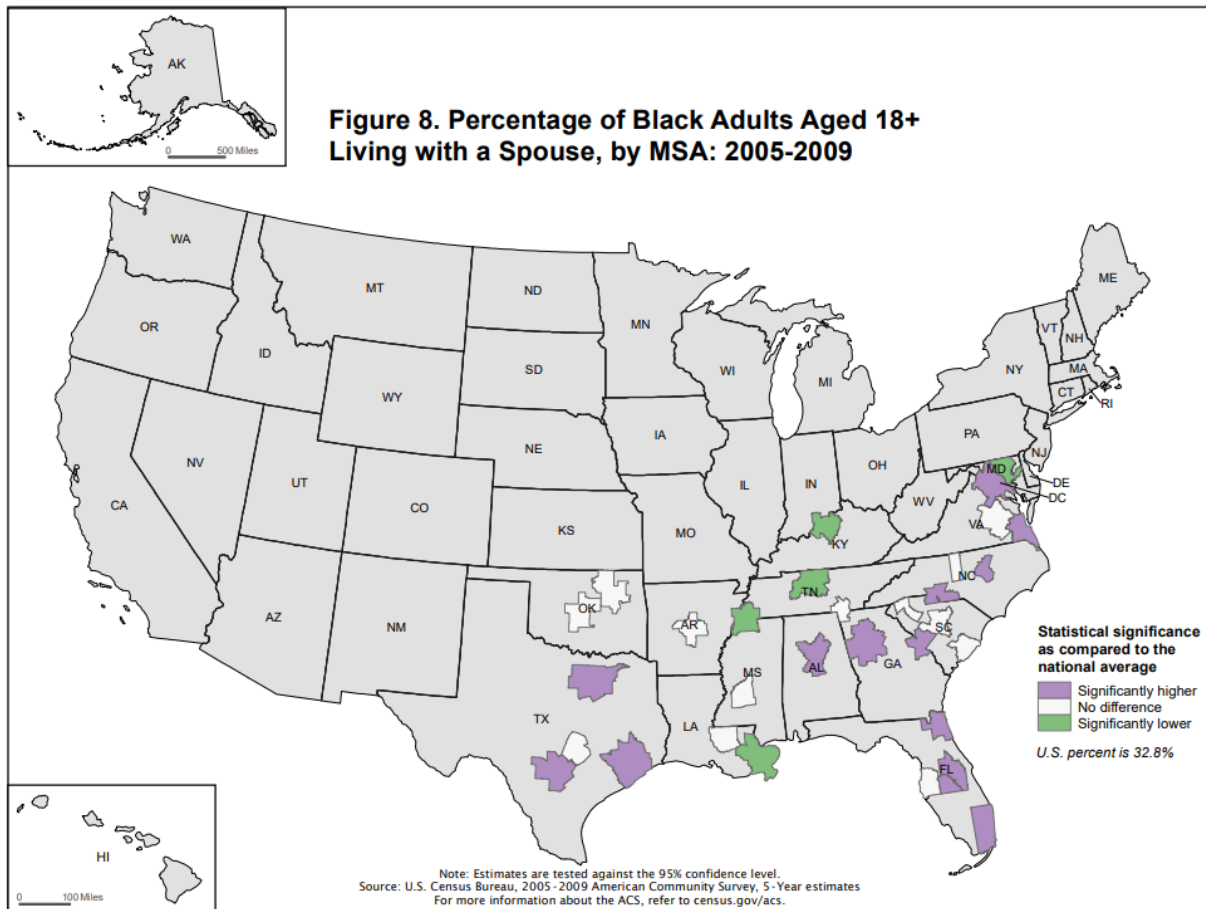 AK
0 500 Miles
Figure 8. Percentage of Black Adults Aged 18+
Living with a Spouse, by MSA: 2005-2009
WA
MT
ND
MN
ME
VT
NH
OR
ID
SD
WI
MI
NY
MA
CT
RI
WY
IA
PA
NJ
NE
OH
NV
UT
IL
IN
MD
DE
DC
WV
CA
CO
KS
MO
KY
VA
AZ
NM
OK
AR
TN
NC
SC
MS
AL
GA
TX
LA
FL
Statistical significance
as compared to the
national average
Significantly higher
No difference
Significantly lower
U.S. percent is 32.8%
HI
0 100 Miles
Note: Estimates are tested against the 95% confidence level.
Source: U.S. Census Bureau, 2005-2009 American Community Survey, 5-Year estimates
For more information about the ACS, refer to census.gov/acs.